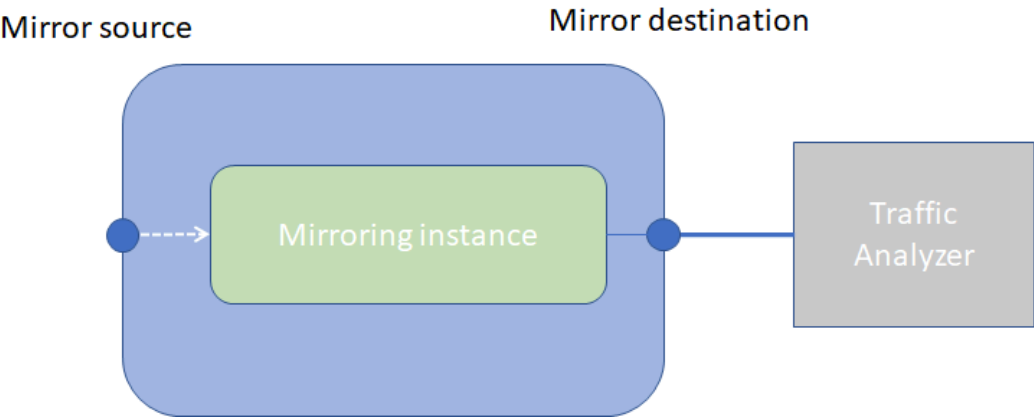 Mirror source
Mirror destination
Mirroring instance
Traffic
Analyzer